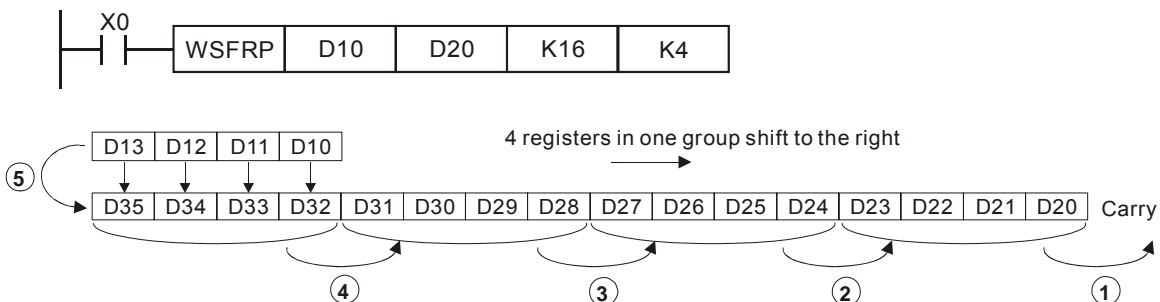 X0
WSFRP D10 D20 K16 K4
D13 D12 D11 D10
4 registers in one group shift to the right
5
D35 D34 D33 D32 D31 D30 D29 D28 D27 D26 D25 D24 D23 D22 D21 D20 Carry
4 3 2 1